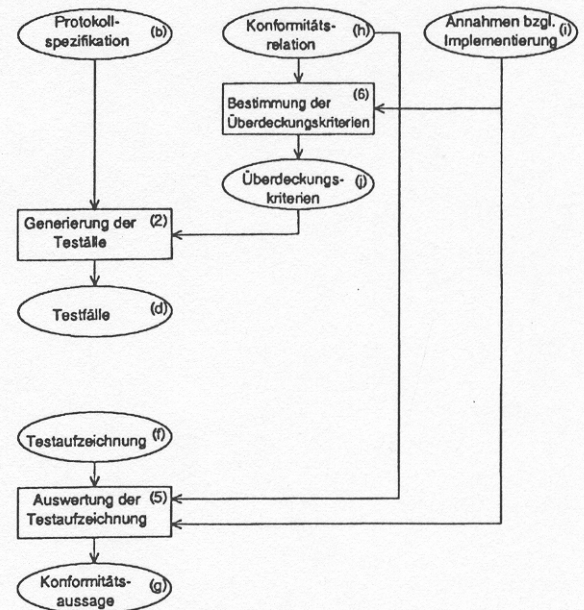 Protokoll-
spezifikation (b)
Konformitäts-
relation (h)
Annahmen bzgl.
Implementierung (i)
Bestimmung der (6)
Überdeckungskriterien
Überdeckungs-
kriterien (j)
Generierung der (2)
Teställe
Testfälle (d)
Testaufzeichnung (f)
Auswertung der (5)
Testaufzeichnung
Konformitäts-
aussage (g)